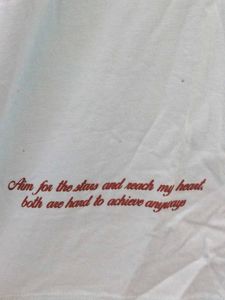 Aim for the stars and reach my heart,
both are hard to achieve anyways